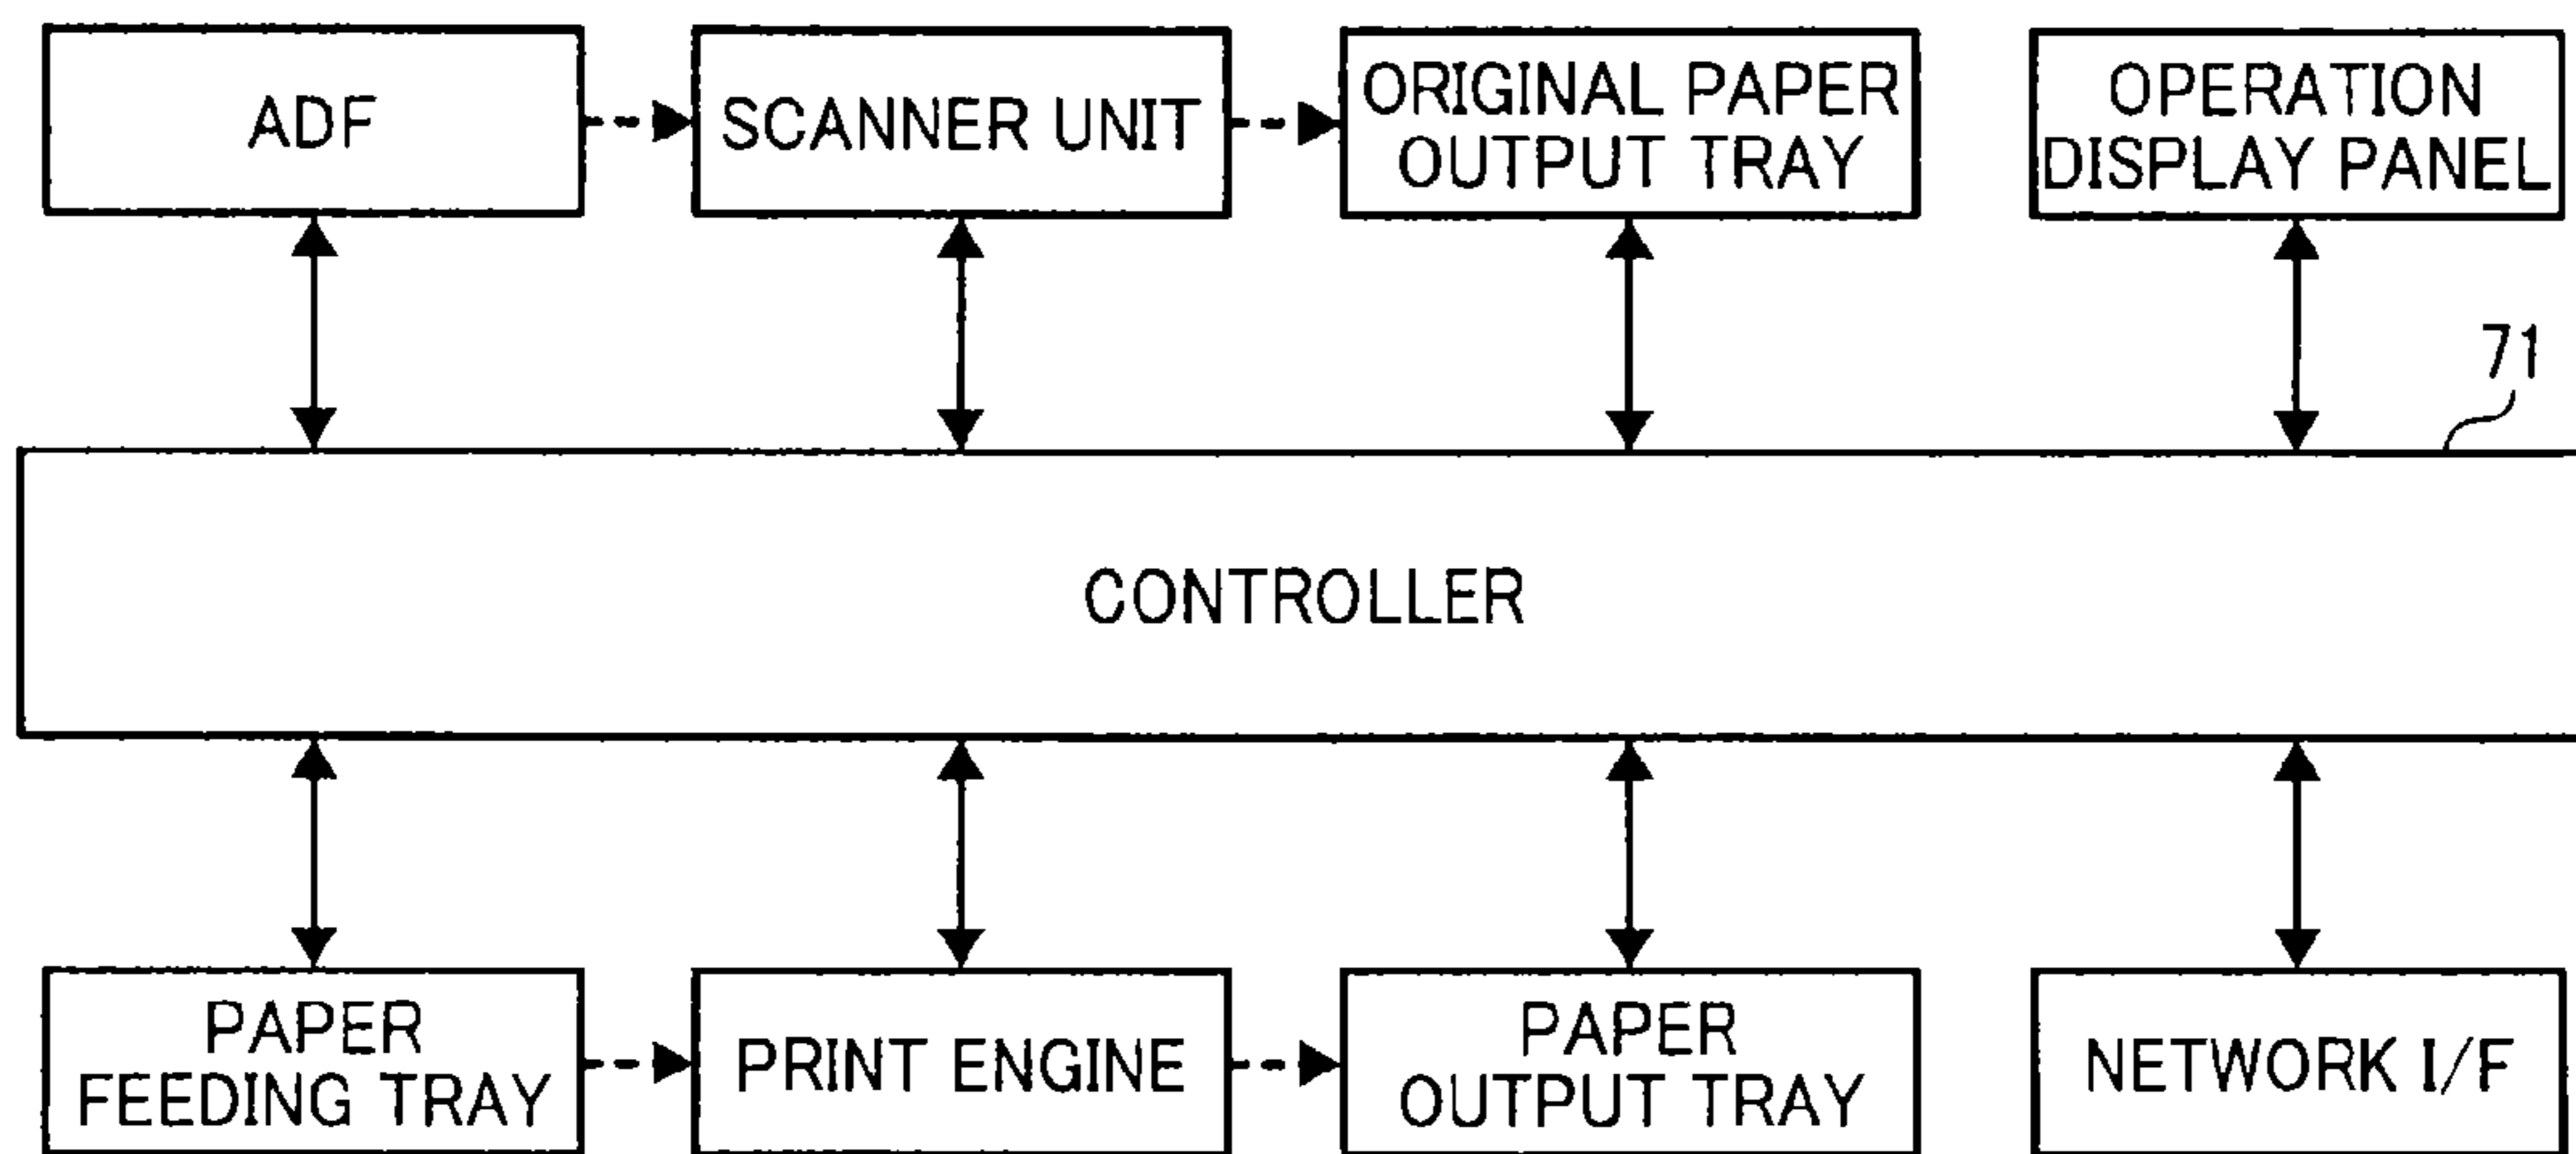 ADF
SCANNER UNIT
ORIGINAL PAPER
OUTPUT TRAY
OPERATION
DISPLAY PANEL
71
CONTROLLER
PAPER
FEEDING TRAY
PRINT ENGINE
PAPER
OUTPUT TRAY
NETWORK I/F